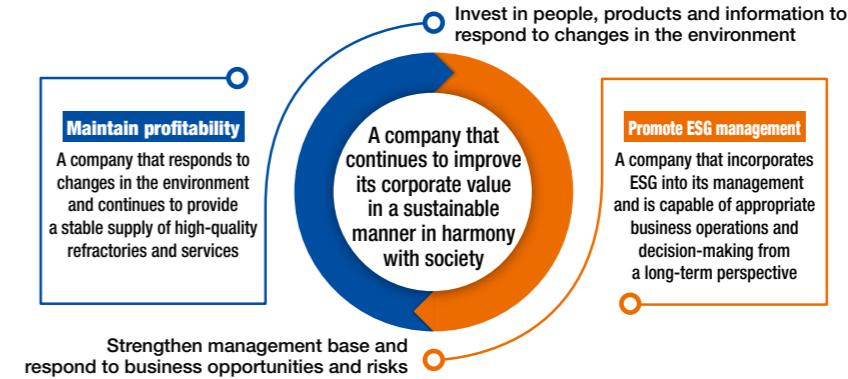 Invest in people, products and information to
respond to changes in the environment
Maintain profitability
A company that responds to
changes in the environment
and continues to provide
a stable supply of high-quality
refractories and services
A company that
continues to improve
its corporate value
in a sustainable
manner in harmony
with society
Promote ESG management
A company that incorporates
ESG into its management
and is capable of appropriate
business operations and
decision-making from
a long-term perspective
Strengthen management base and
respond to business opportunities and risks